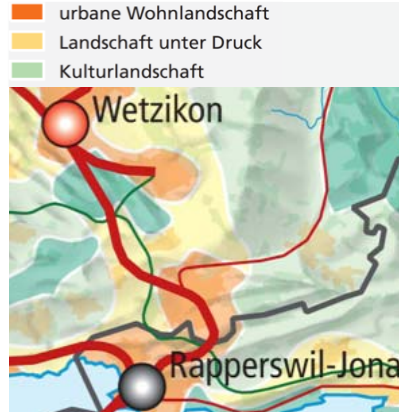 urbane Wohnlandschaft
Landschaft unter Druck
Kulturlandschaft
Wetzikon
Rapperswil-Jona